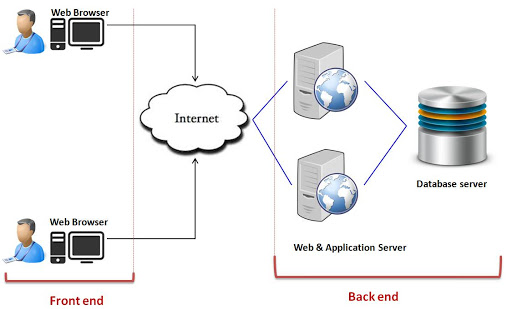 Web Browser
Internet
Database server
Web Browser
Web & Application Server
Front end
Back end